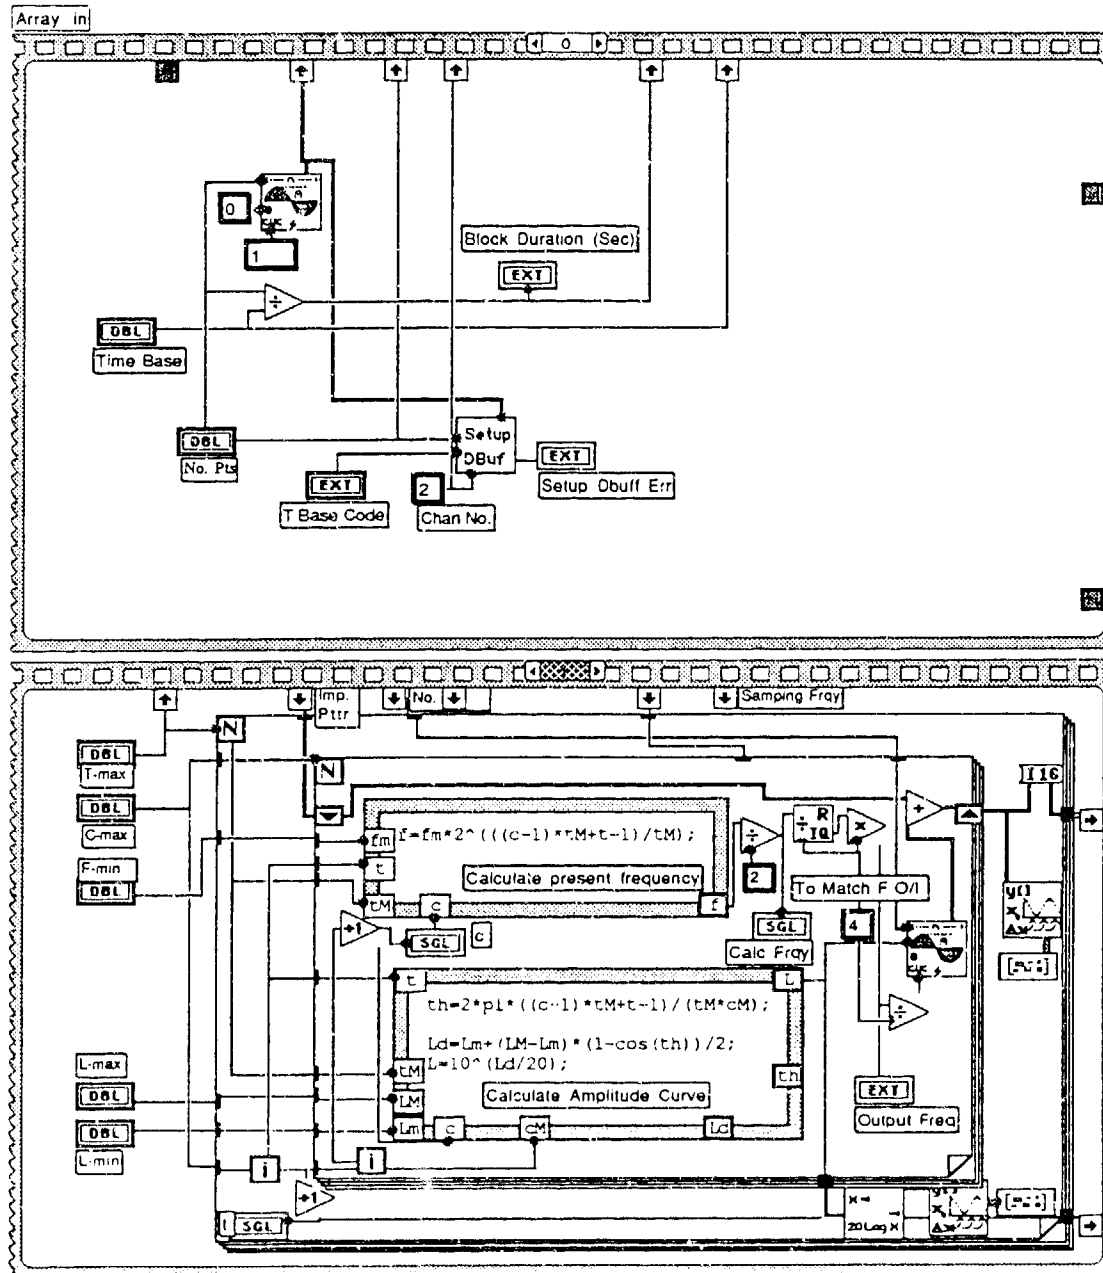 Array in
0
0
1
Block Duration (Sec)
EXT
÷
DBL
Time Base
DBL
No. Pts
Setup
DBuf
EXT
Setup Dbuff Err
EXT
T Base Code
2
Chan No.
Imp.
Pttr
No.
Samping Frqy
N
DBL
T-max
N
I16
DBL
C-max
F-min
DBL
fm
f=fm*2^(((c-1)*tM+t-1)/tM);
t
Calculate present frequency
tM
c
f
÷
2
R
IQ
x
To Match F O/I
4
+1
SGL
c
SGL
Calc Frqy
y[]
t
L
th=2*pi*((c-1)*tM+t-1)/(tM*cM);
Ld=Lm+(LM-Lm)*(1-cos(th))/2;
L=10^(Ld/20);
tM
th
÷
L-max
DBL
LM
Calculate Amplitude Curve
EXT
Output Freq
DBL
L-min
Lm
c
cM
Ld
i
i
+1
SGL
20Log X
y[]